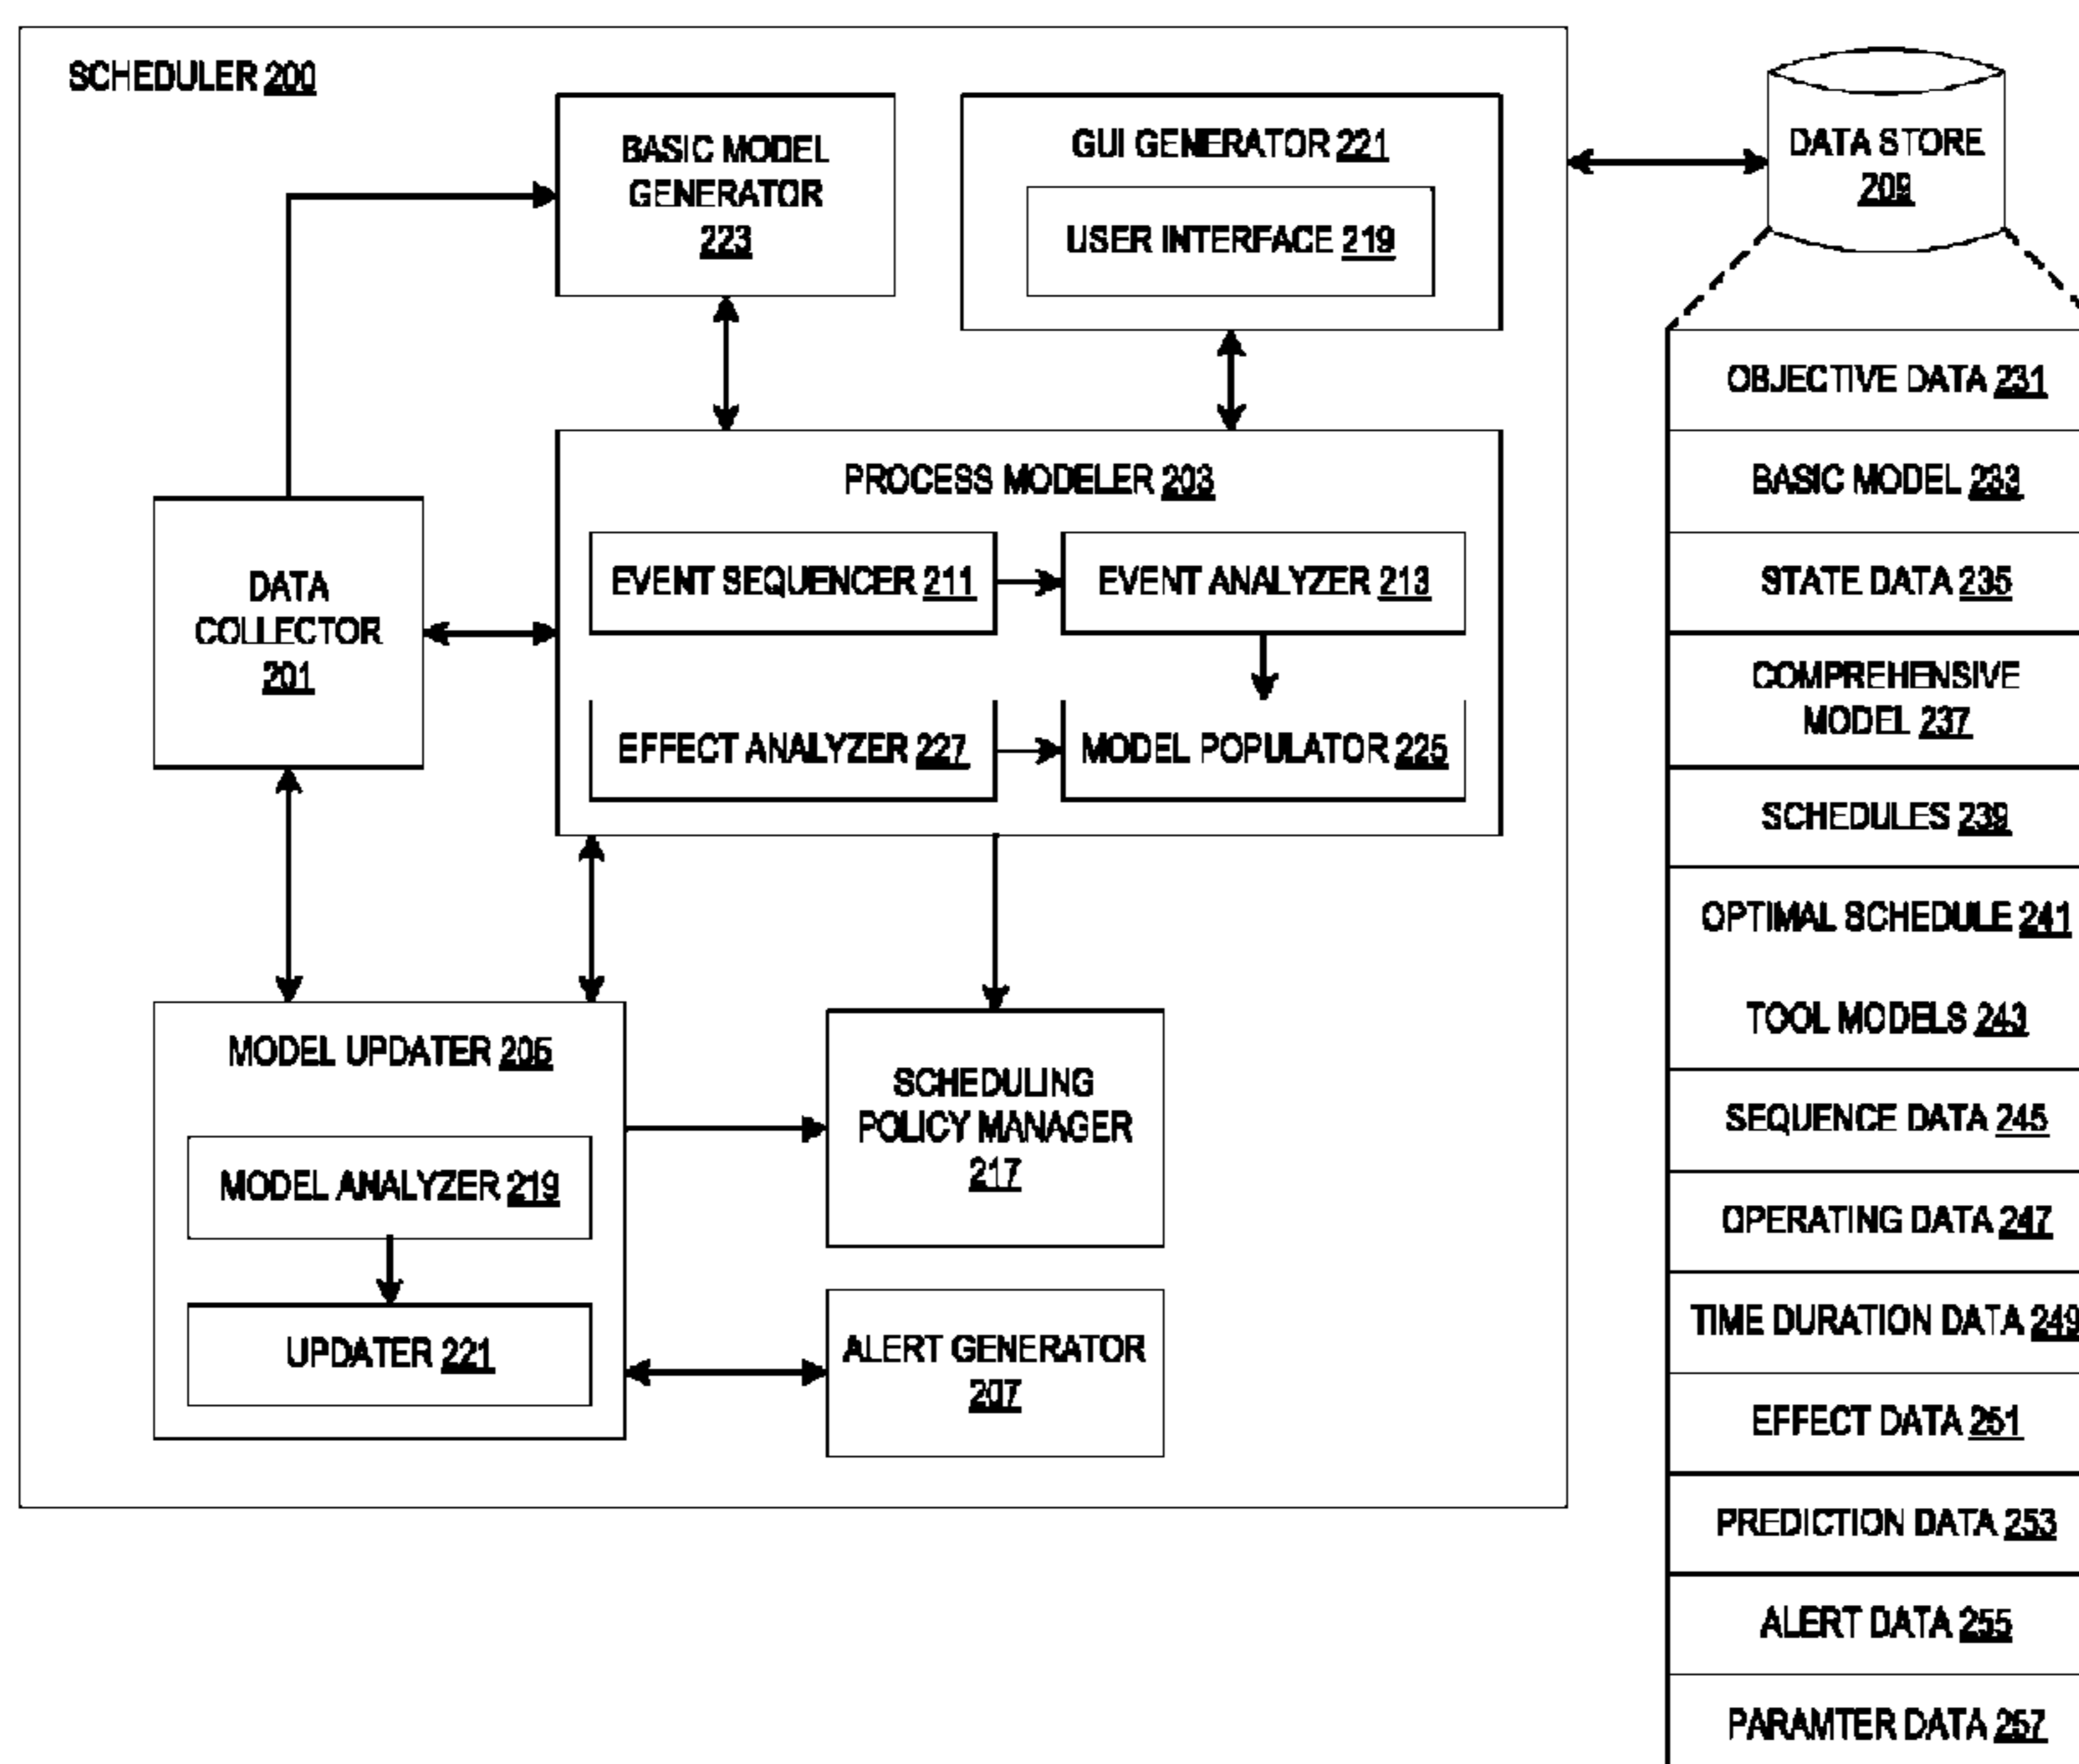 SCHEDULER 200
BASIC MODEL
GENERATOR
223
GUI GENERATOR 221
USER INTERFACE 219
DATA STORE
209
PROCESS MODELER 203
EVENT SEQUENCER 211
EVENT ANALYZER 213
EFFECT ANALYZER 227
MODEL POPULATOR 225
DATA
COLLECTOR
201
MODEL UPDATER 205
MODEL ANALYZER 219
UPDATER 221
SCHEDULING
POLICY MANAGER
217
ALERT GENERATOR
207
OBJECTIVE DATA 231
BASIC MODEL 233
STATE DATA 235
COMPREHENSIVE
MODEL 237
SCHEDULES 239
OPTIMAL SCHEDULE 241
TOOL MODELS 243
SEQUENCE DATA 245
OPERATING DATA 247
TIME DURATION DATA 249
EFFECT DATA 251
PREDICTION DATA 253
ALERT DATA 255
PARAMTER DATA 257